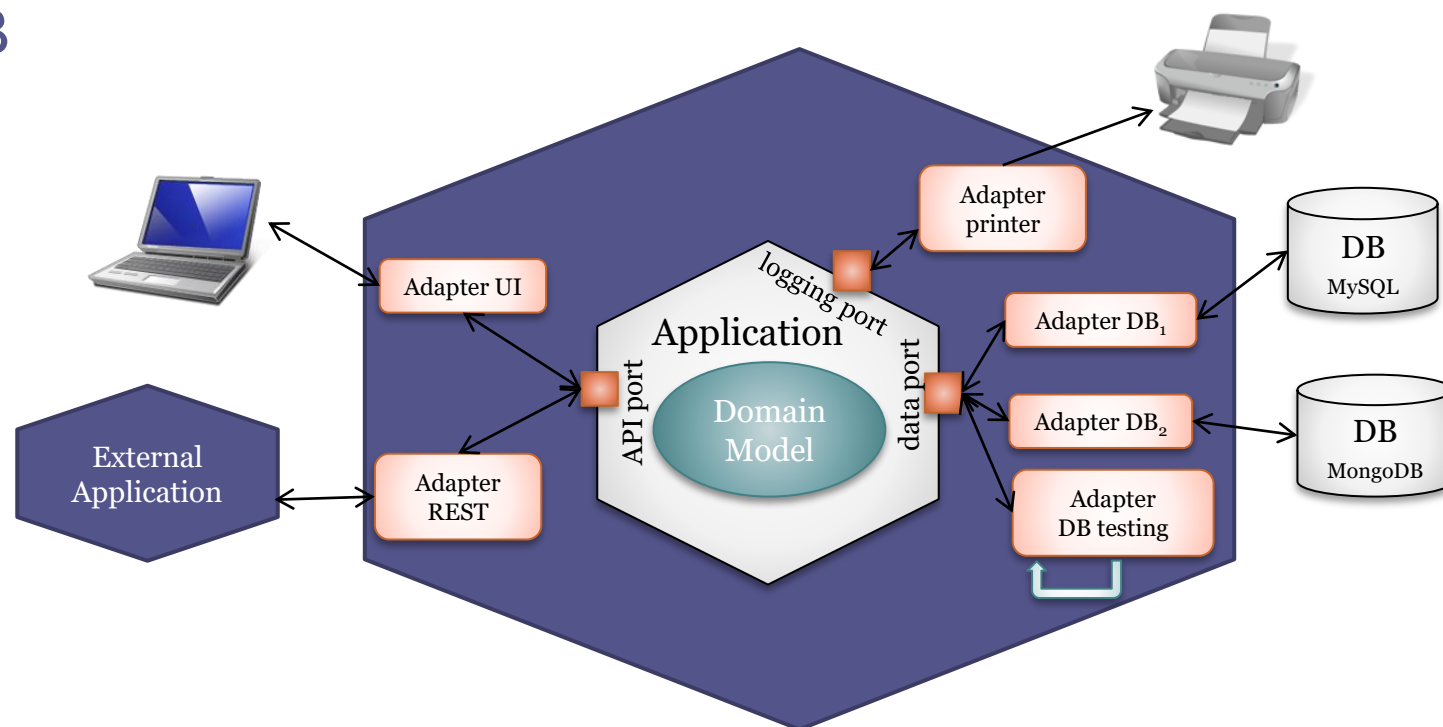 Adapter
printer
DB
MySQL
logging port
Adapter UI
Adapter DB₁
Application
API port
data port
Domain
Model
Adapter DB₂
DB
MongoDB
External
Application
Adapter
REST
Adapter
DB testing